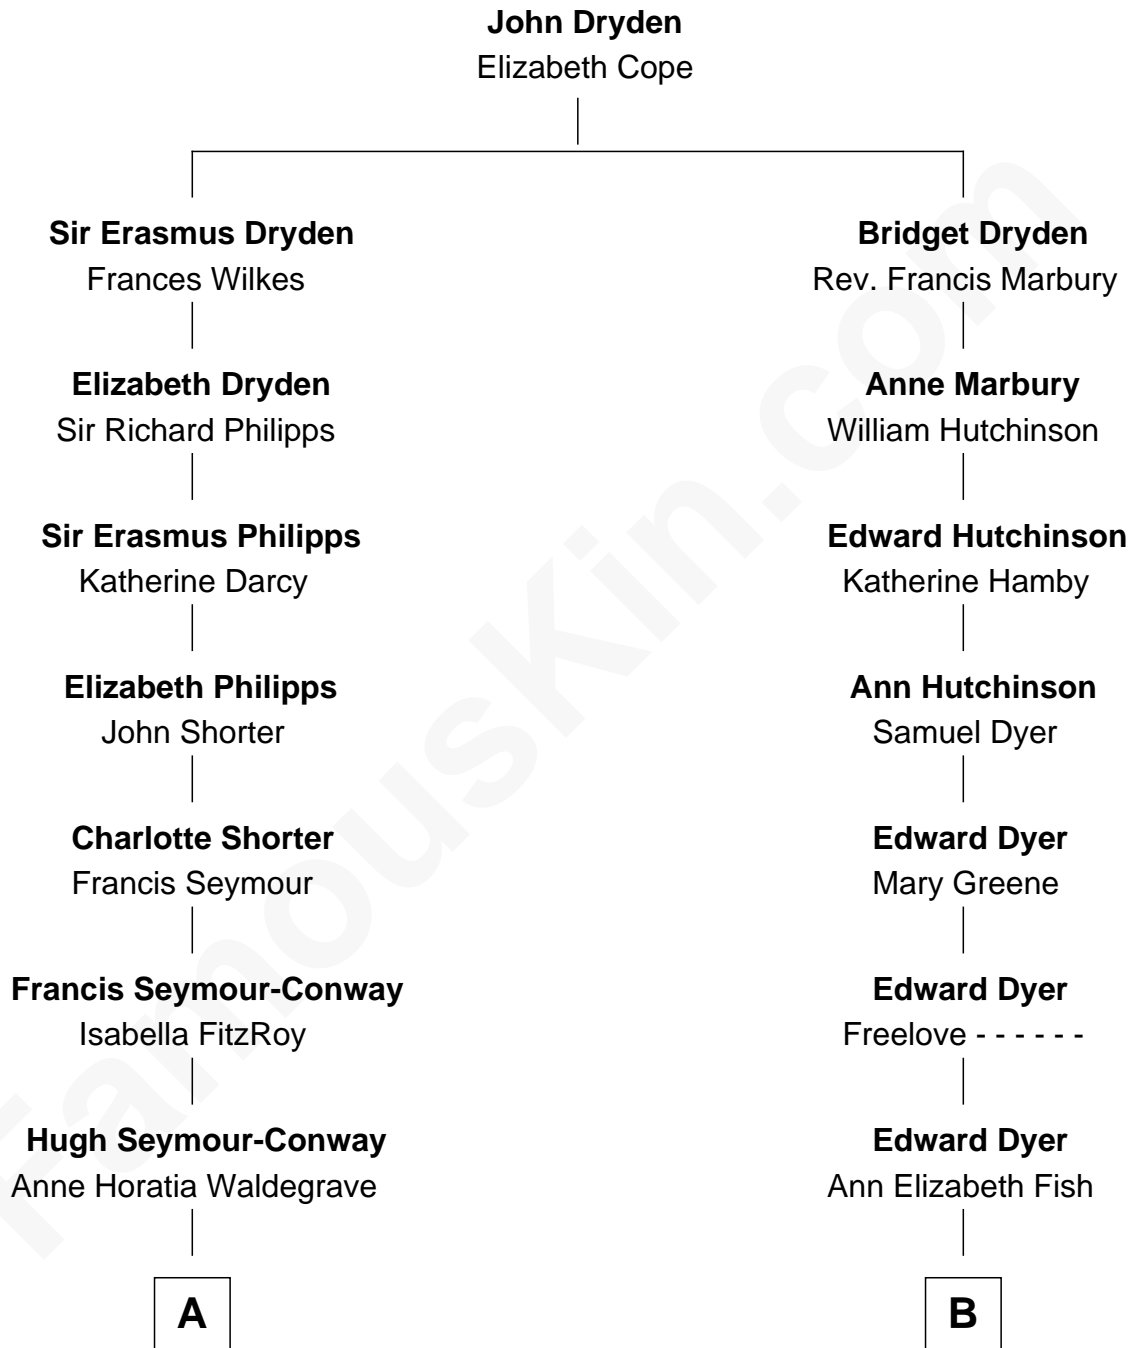 John Dryden
Elizabeth Cope
Sir Erasmus Dryden
Frances Wilkes
Bridget Dryden
Rev. Francis Marbury
Elizabeth Dryden
Sir Richard Philipps
Anne Marbury
William Hutchinson
Sir Erasmus Philipps
Katherine Darcy
Edward Hutchinson
Katherine Hamby
Elizabeth Philipps
John Shorter
Ann Hutchinson
Samuel Dyer
Charlotte Shorter
Francis Seymour
Edward Dyer
Mary Greene
Francis Seymour-Conway
Isabella FitzRoy
Edward Dyer
Freelove - - - - - -
Hugh Seymour-Conway
Anne Horatia Waldegrave
Edward Dyer
Ann Elizabeth Fish
A
B
FamousKin.com